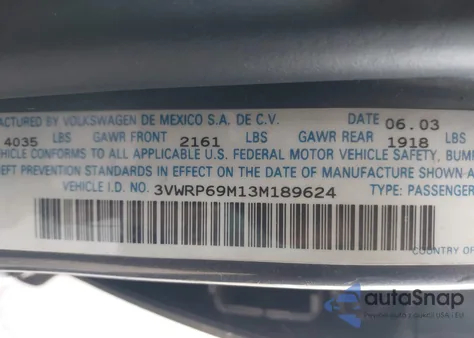 ACTURED BY VOLKSWAGEN DE MEXICO S.A. DE C.V. DATE 06.03
4035 LBS GAWR FRONT 2161 LBS GAWR REAR 1918 LBS
VEHICLE CONFORMS TO ALL APPLICABLE U.S. FEDERAL MOTOR VEHICLE SAFETY, BUM
EFT PREVENTION STANDARDS IN EFFECT ON THE DATE OF MANUFACTURE SHOWN A
VEHICLE I.D. NO. 3VWRP69M13M189624 TYPE: PASSENGER
COUNTRY OF
autoSnap